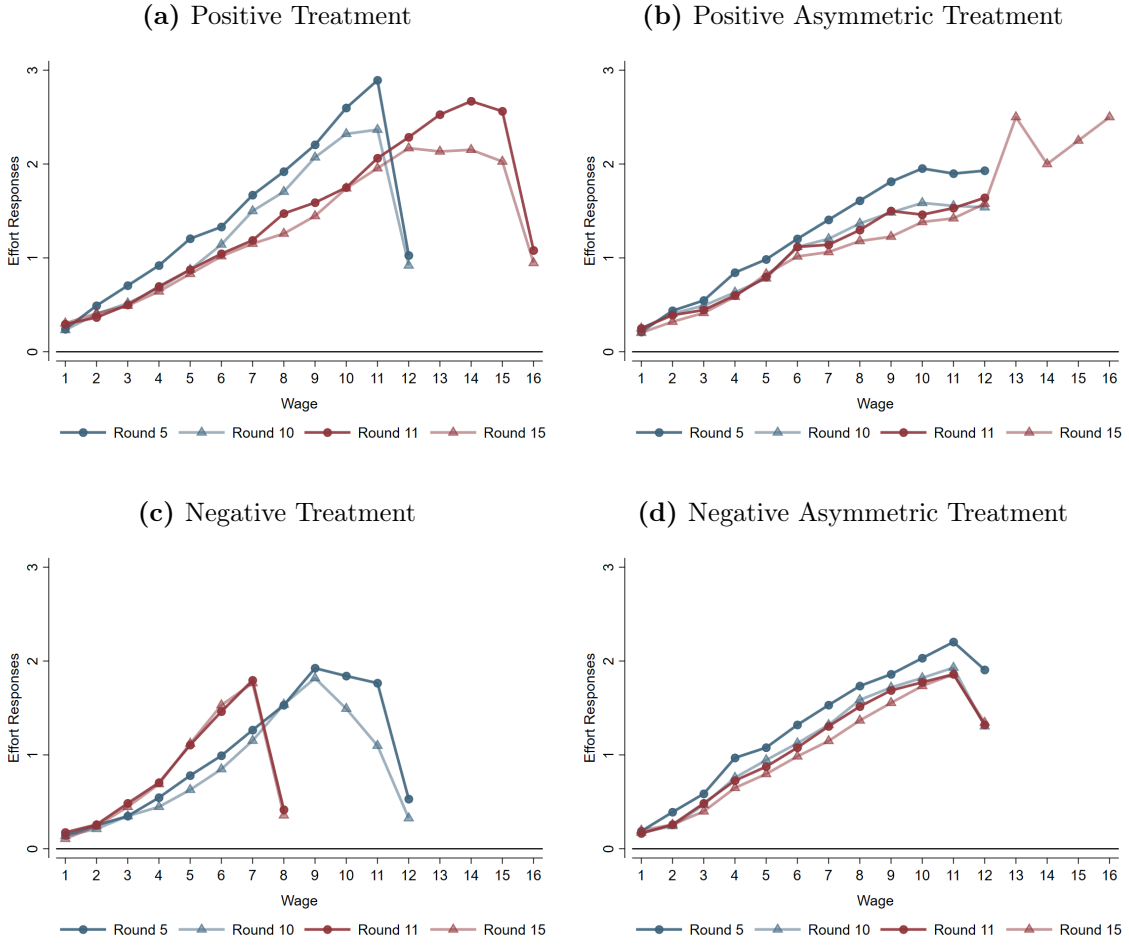 (a) Positive Treatment
Effort Responses
3
2
1
0
1 2 3 4 5 6 7 8 9 10 11 12 13 14 15 16
Wage
Round 5 Round 10 Round 11 Round 15
(b) Positive Asymmetric Treatment
Effort Responses
3
2
1
0
1 2 3 4 5 6 7 8 9 10 11 12 13 14 15 16
Wage
Round 5 Round 10 Round 11 Round 15
(c) Negative Treatment
Effort Responses
3
2
1
0
1 2 3 4 5 6 7 8 9 10 11 12 13 14 15 16
Wage
Round 5 Round 10 Round 11 Round 15
(d) Negative Asymmetric Treatment
Effort Responses
3
2
1
0
1 2 3 4 5 6 7 8 9 10 11 12 13 14 15 16
Wage
Round 5 Round 10 Round 11 Round 15